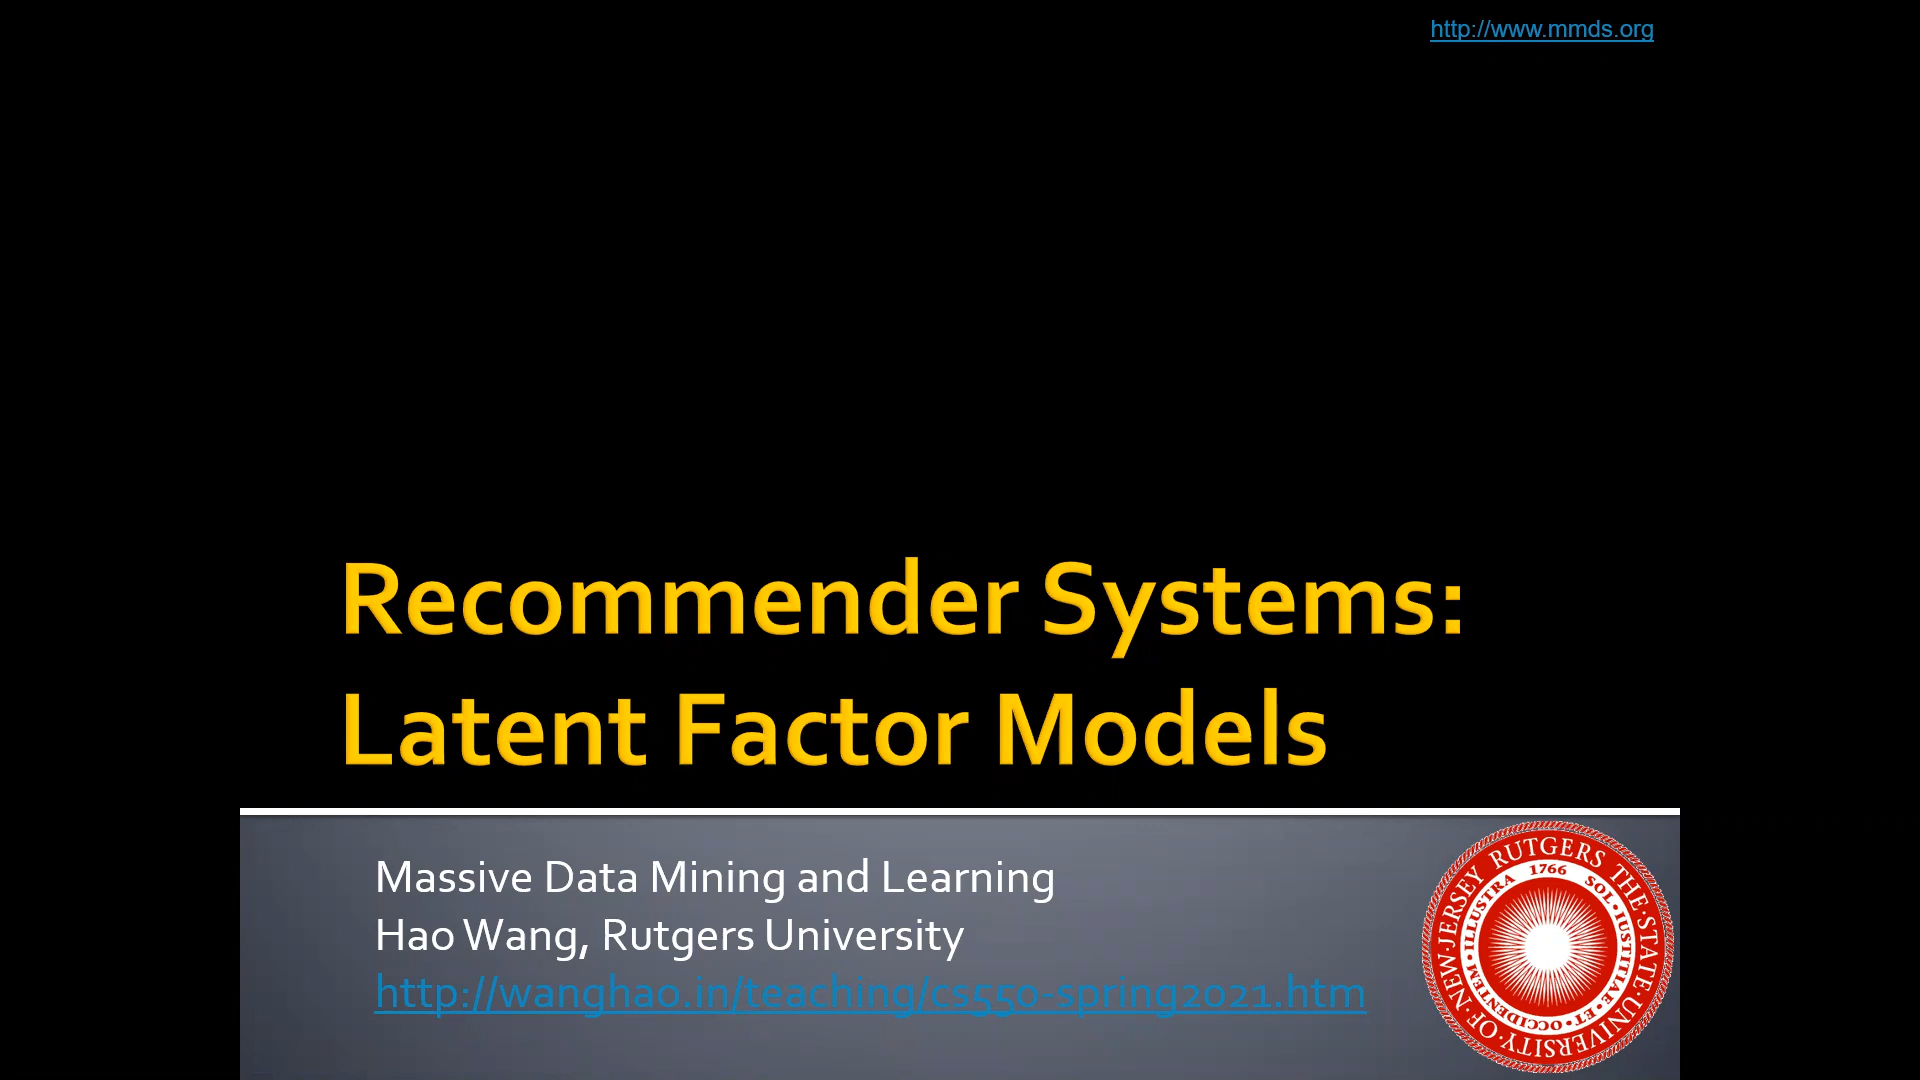 http://www.mmds.org
Recommender Systems:
Latent Factor Models
Massive Data Mining and Learning
Hao Wang, Rutgers University
http://wanghao.in/teaching/cs550-spring2021.htm
RUTGERS · THE · STATE · UNIVERSITY · OF · NEW · JERSEY
1766
SOL · IUSTITIAE · ET · OCCIDENTEM · ILLUSTRA